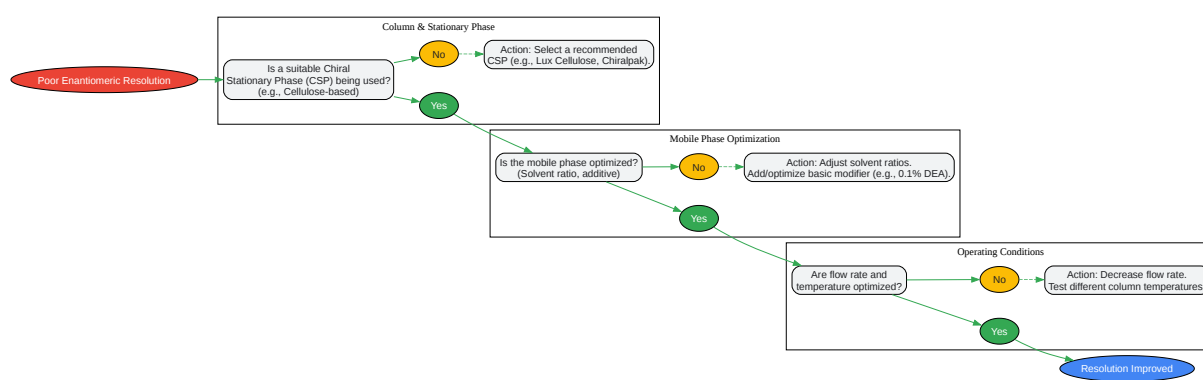 Column & Stationary Phase
Poor Enantiomeric Resolution
Is a suitable Chiral
Stationary Phase (CSP) being used?
(e.g., Cellulose-based)
No
Action: Select a recommended
CSP (e.g., Lux Cellulose, Chiralpak).
Yes
Mobile Phase Optimization
Is the mobile phase optimized?
(Solvent ratio, additive)
No
Action: Adjust solvent ratios.
Add/optimize basic modifier (e.g., 0.1% DEA).
Yes
Operating Conditions
Are flow rate and
temperature optimized?
No
Action: Decrease flow rate.
Test different column temperatures
Yes
Resolution Improved